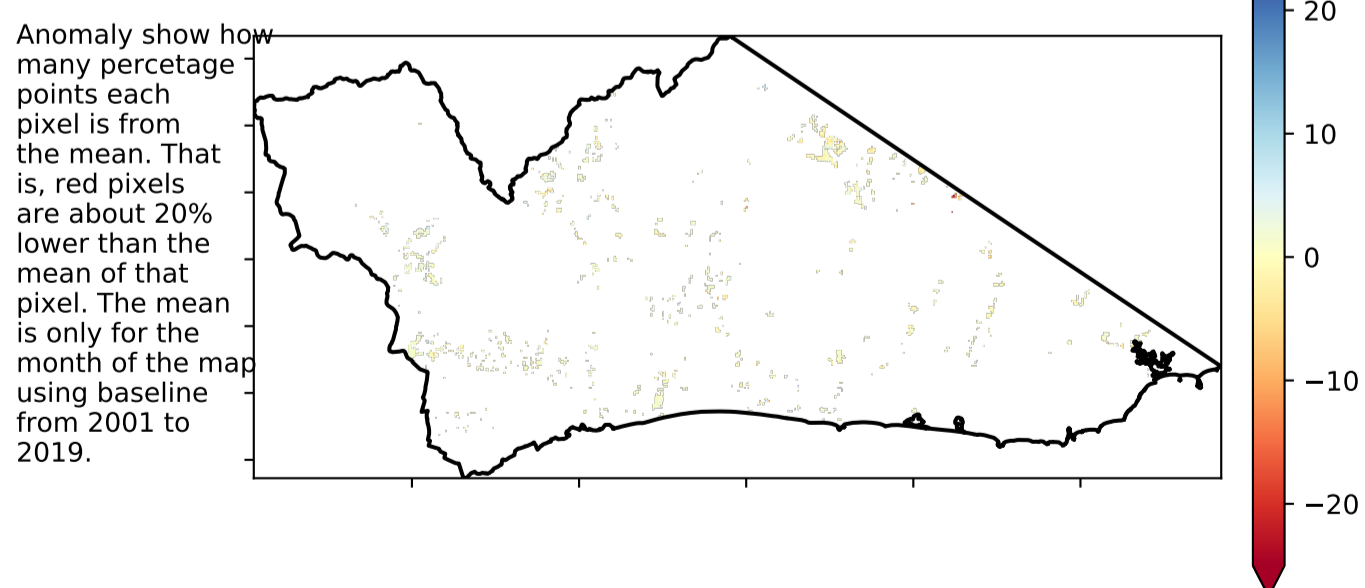 Anomaly show how
many percetage
points each
pixel is from
the mean. That
is, red pixels
are about 20%
lower than the
mean of that
pixel. The mean
is only for the
month of the map
using baseline
from 2001 to
2019.
20
10
0
−10
−20